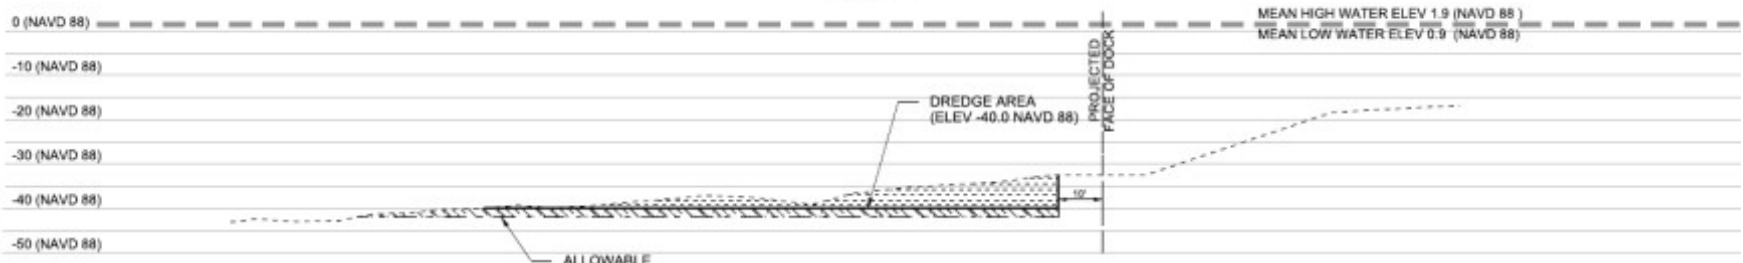 0 (NAVD 88)
MEAN HIGH WATER ELEV 1.9 (NAVD 88 )
MEAN LOW WATER ELEV 0.9 (NAVD 88)
-10 (NAVD 88)
PROJECTED
FACE OF DOCK
-20 (NAVD 88)
DREDGE AREA
(ELEV -40.0 NAVD 88)
-30 (NAVD 88)
-40 (NAVD 88)
10'
-50 (NAVD 88)
ALLOWABLE